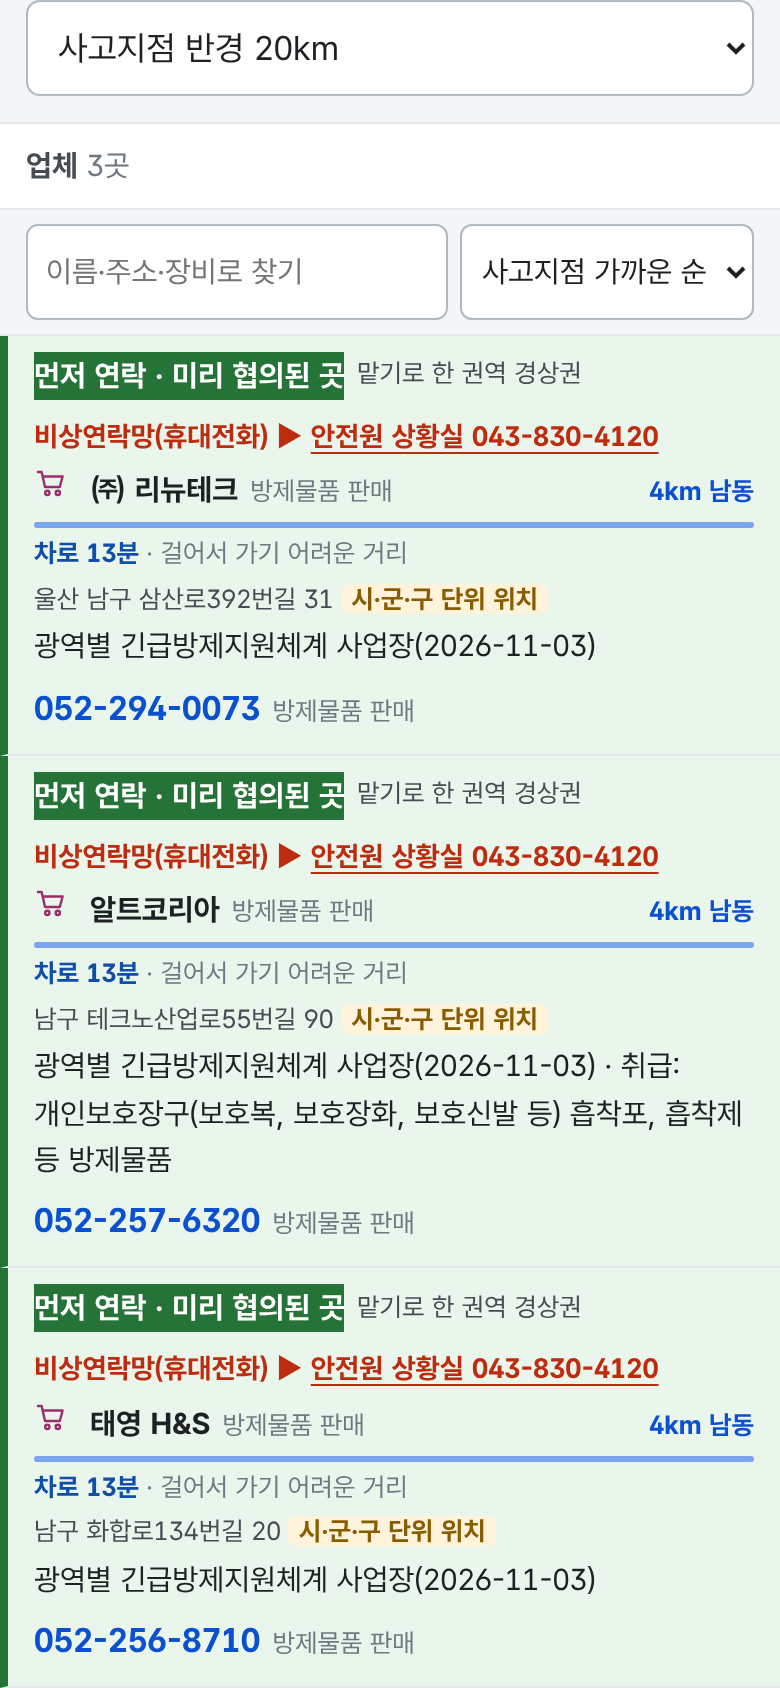 사고지점 반경 20km
업체 3곳
이름·주소·장비로 찾기
사고지점 가까운 순
먼저 연락 · 미리 협의된 곳 맡기로 한 권역 경상권
비상연락망(휴대전화) ▶ 안전원 상황실 043-830-4120
㈜ 리뉴테크 방제물품 판매 4km 남동
차로 13분 · 걸어서 가기 어려운 거리
울산 남구 삼산로392번길 31 시·군·구 단위 위치
광역별 긴급방제지원체계 사업장(2026-11-03)
052-294-0073 방제물품 판매
먼저 연락 · 미리 협의된 곳 맡기로 한 권역 경상권
비상연락망(휴대전화) ▶ 안전원 상황실 043-830-4120
알트코리아 방제물품 판매 4km 남동
차로 13분 · 걸어서 가기 어려운 거리
남구 테크노산업로55번길 90 시·군·구 단위 위치
광역별 긴급방제지원체계 사업장(2026-11-03) · 취급:
개인보호장구(보호복, 보호장화, 보호신발 등) 흡착포, 흡착제
등 방제물품
052-257-6320 방제물품 판매
먼저 연락 · 미리 협의된 곳 맡기로 한 권역 경상권
비상연락망(휴대전화) ▶ 안전원 상황실 043-830-4120
태영 H&S 방제물품 판매 4km 남동
차로 13분 · 걸어서 가기 어려운 거리
남구 화합로134번길 20 시·군·구 단위 위치
광역별 긴급방제지원체계 사업장(2026-11-03)
052-256-8710 방제물품 판매